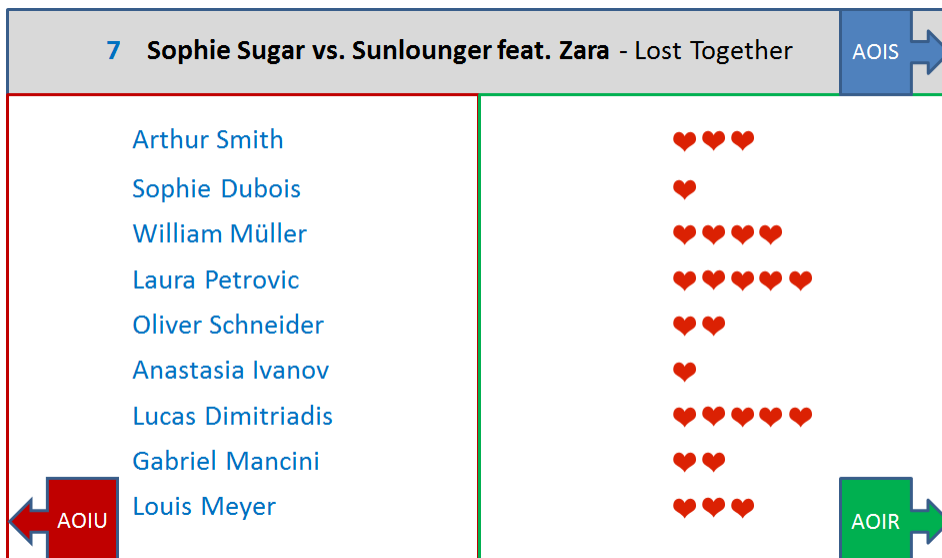 7 Sophie Sugar vs. Sunlounger feat. Zara - Lost Together
AOIS
Arthur Smith
Sophie Dubois
William Müller
Laura Petrovic
Oliver Schneider
Anastasia Ivanov
Lucas Dimitriadis
Gabriel Mancini
Louis Meyer
AOIU
AOIR